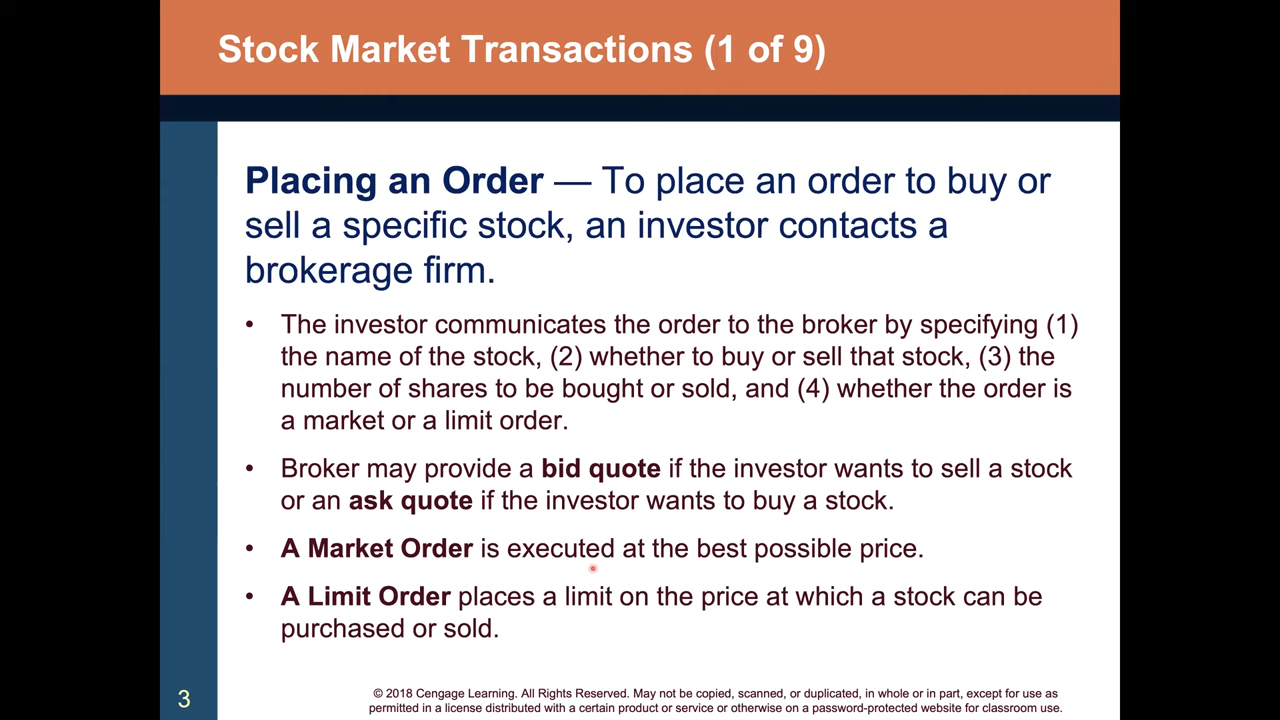 Stock Market Transactions (1 of 9)
Placing an Order — To place an order to buy or
sell a specific stock, an investor contacts a
brokerage firm.
• The investor communicates the order to the broker by specifying (1)
the name of the stock, (2) whether to buy or sell that stock, (3) the
number of shares to be bought or sold, and (4) whether the order is
a market or a limit order.
• Broker may provide a bid quote if the investor wants to sell a stock
or an ask quote if the investor wants to buy a stock.
• A Market Order is executed at the best possible price.
• A Limit Order places a limit on the price at which a stock can be
purchased or sold.
3
© 2018 Cengage Learning. All Rights Reserved. May not be copied, scanned, or duplicated, in whole or in part, except for use as
permitted in a license distributed with a certain product or service or otherwise on a password-protected website for classroom use.